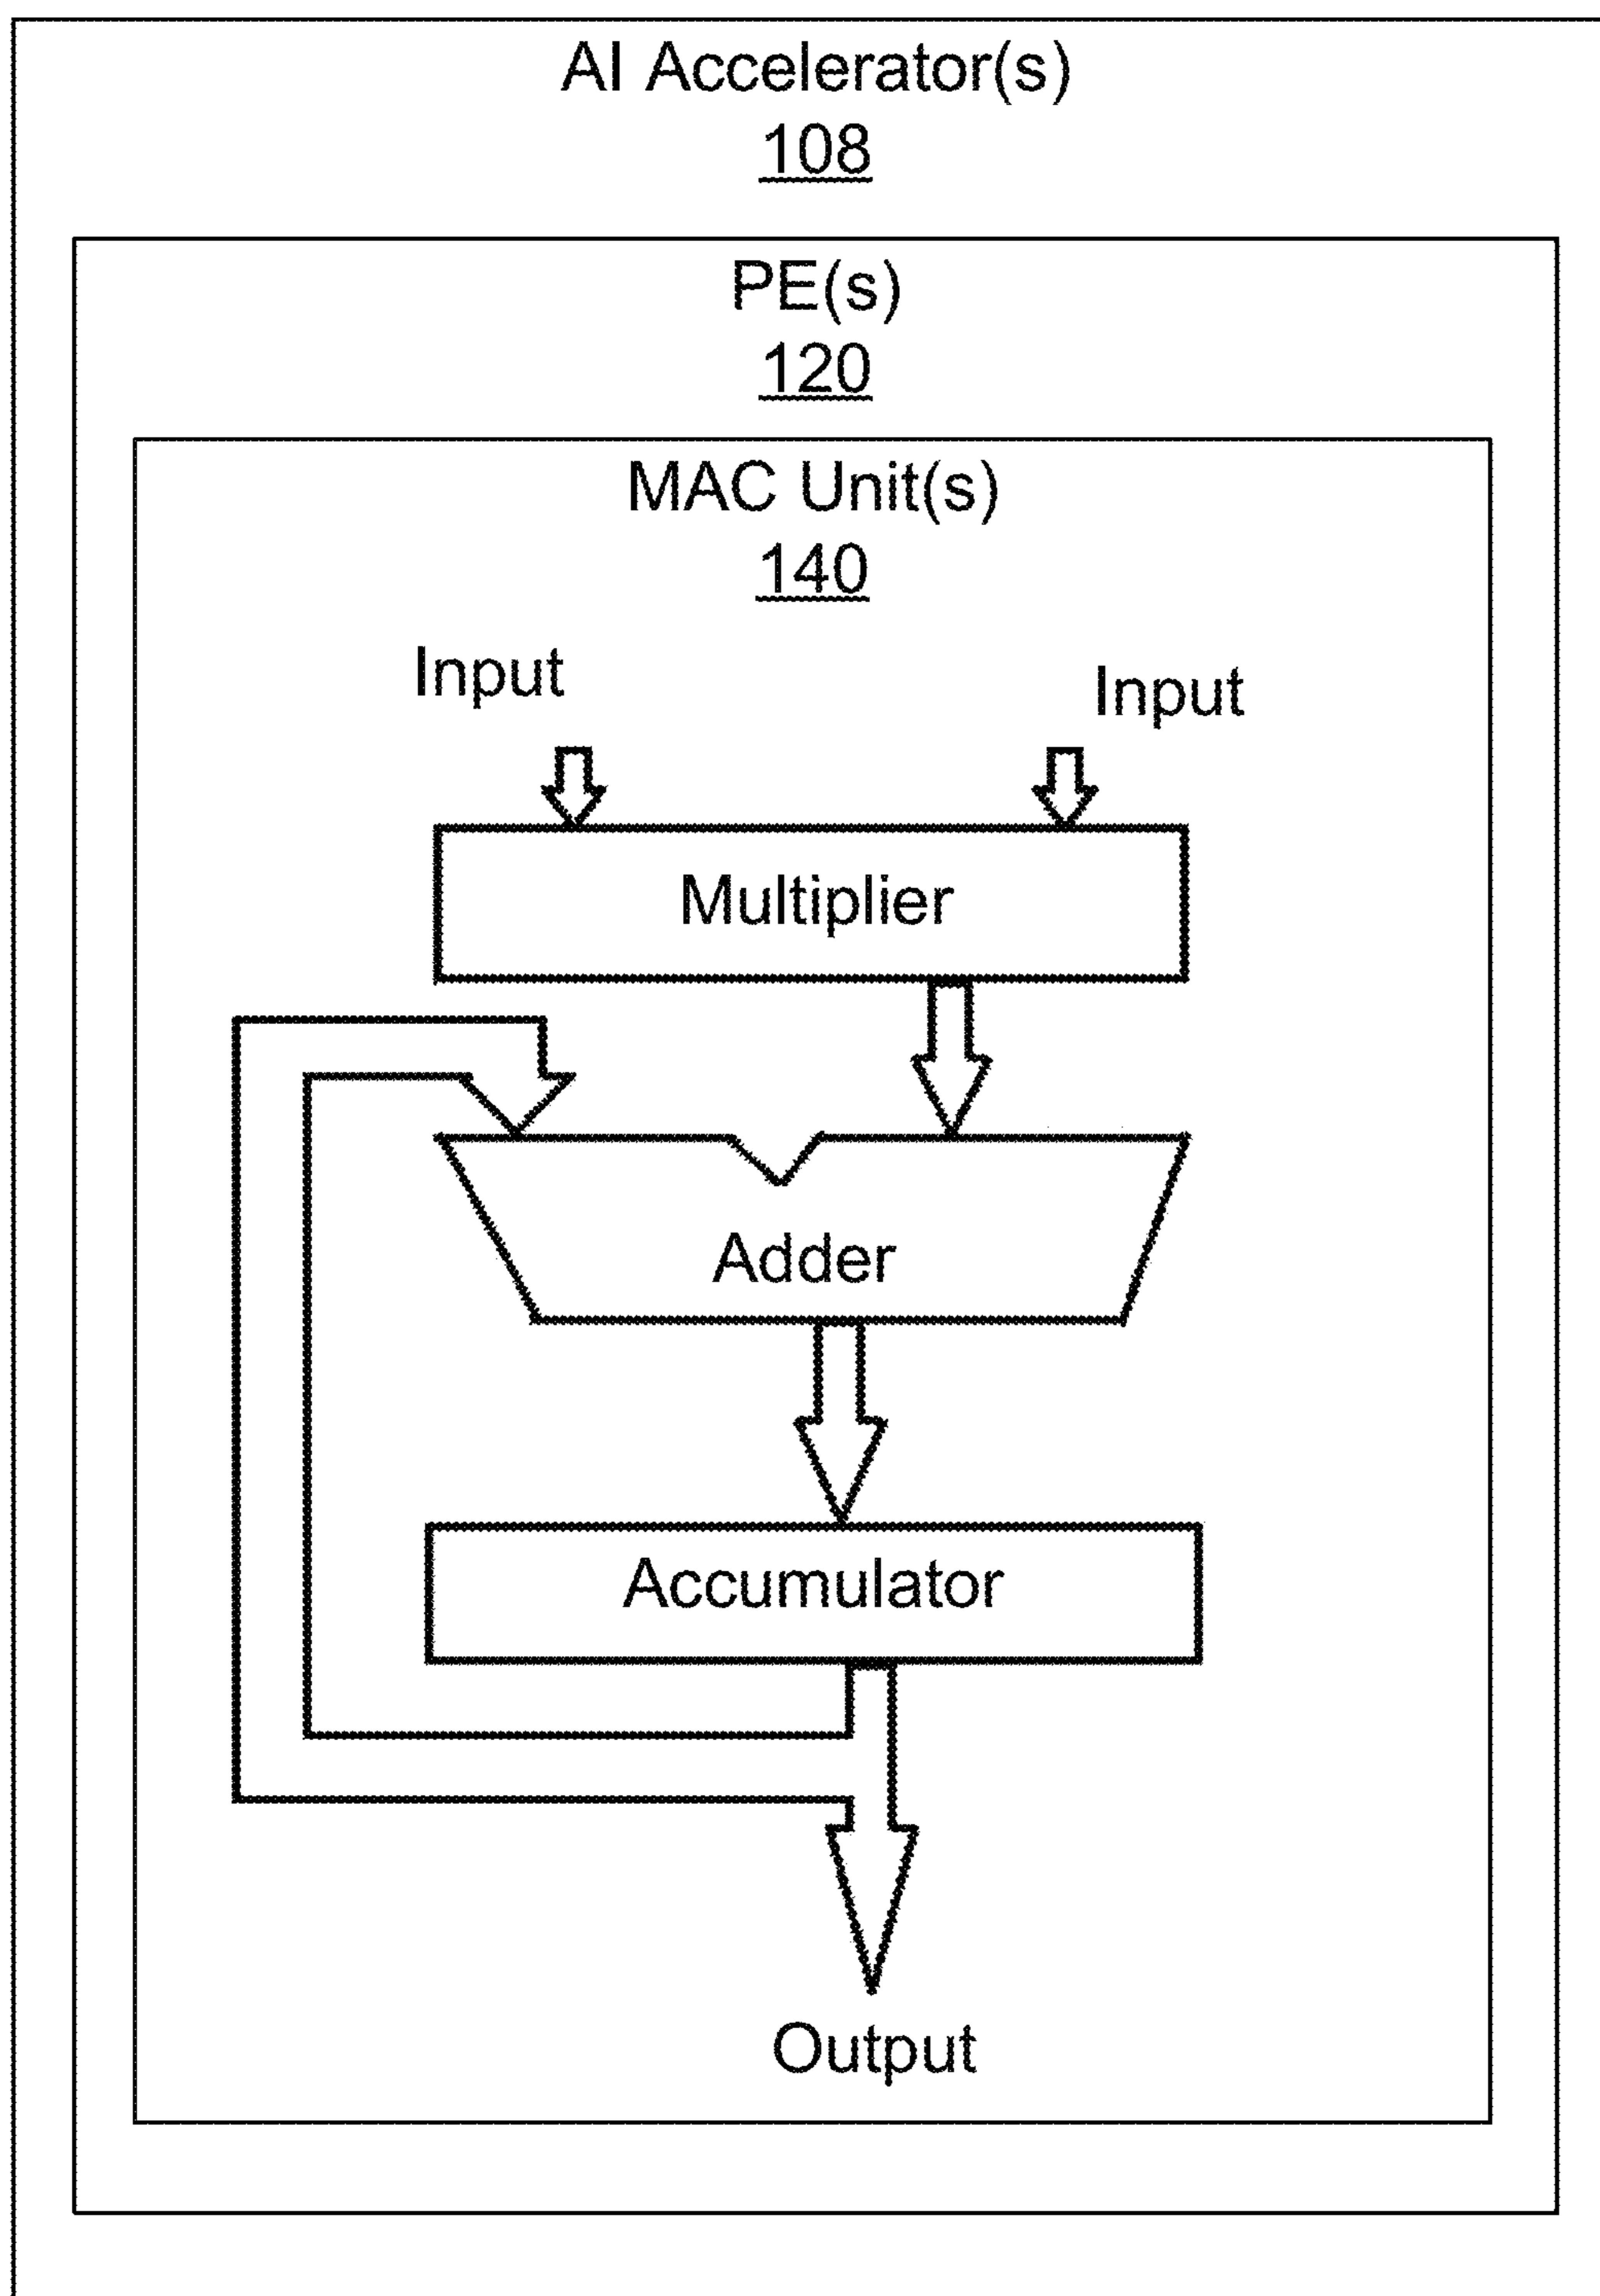 AI Accelerator(s)
108
PE(s)
120
MAC Unit(s)
140
Input
Input
Multiplier
Adder
Accumulator
Output